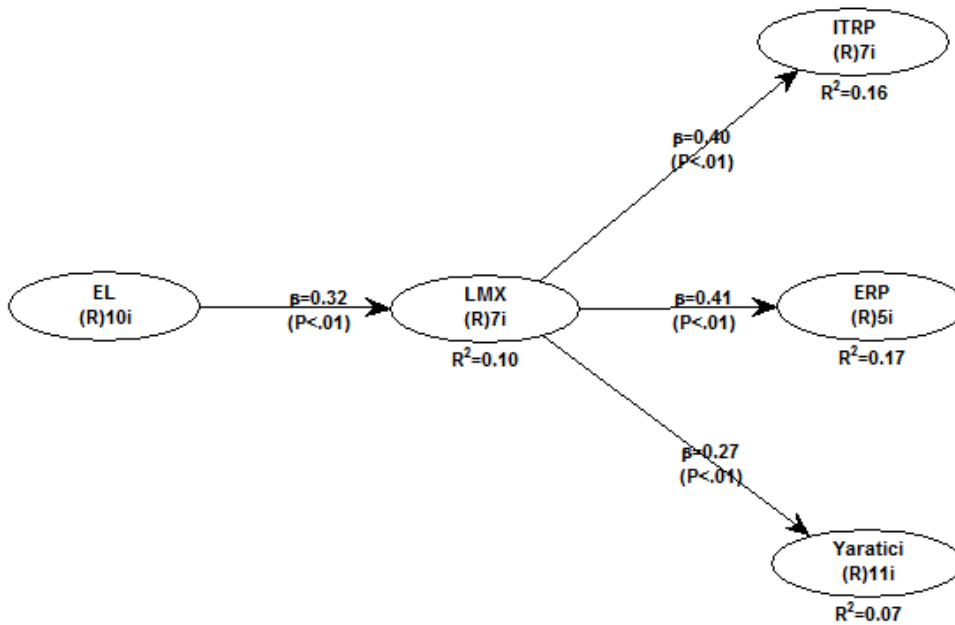 ITRP
(R)7i
R²=0.16
β=0.40
(P<.01)
EL
(R)10i
β=0.32
(P<.01)
LMX
(R)7i
R²=0.10
β=0.41
(P<.01)
ERP
(R)5i
R²=0.17
β=0.27
(P<.01)
Yaratici
(R)11i
R²=0.07